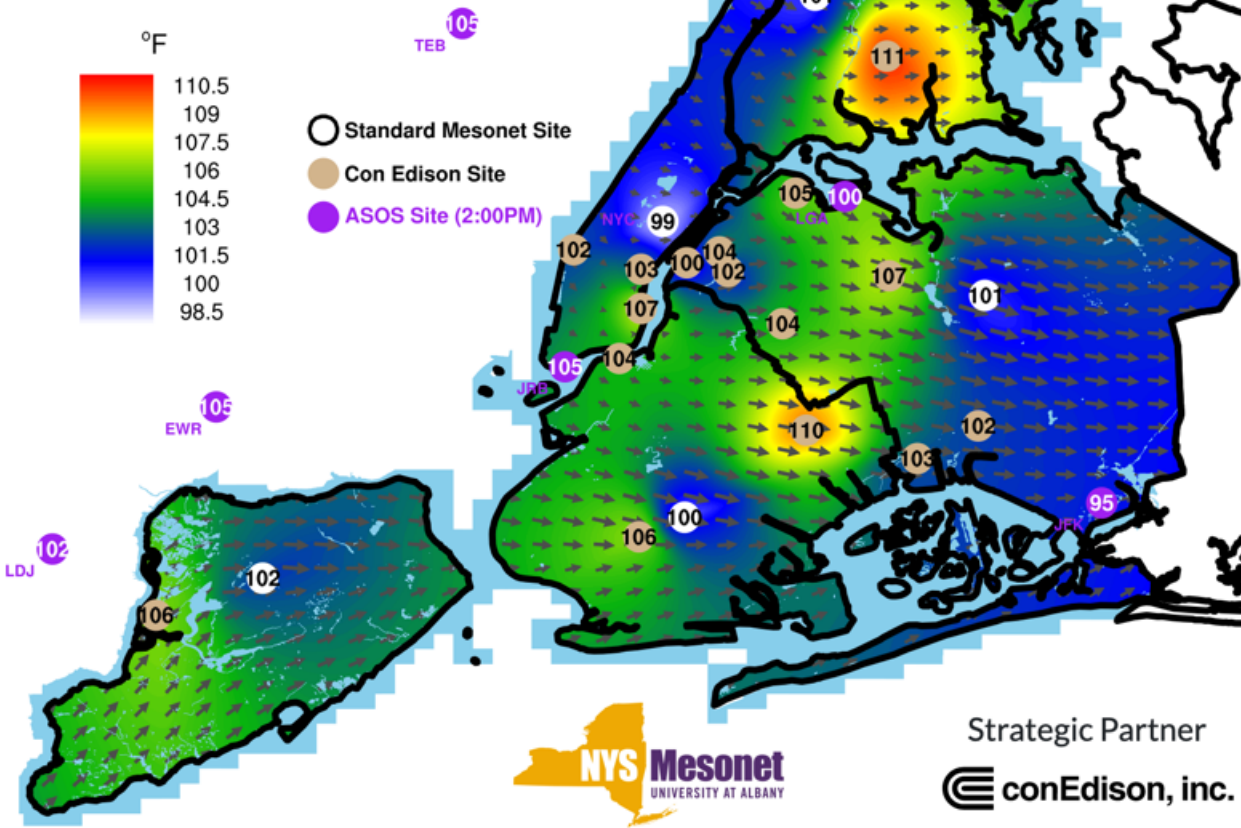 105
TEB
°F
110.5
109
107.5
106
104.5
103
101.5
100
98.5
Standard Mesonet Site
Con Edison Site
ASOS Site (2:00PM)
111
105
100
LGA
NYC
99
102
103
100
104
102
107
101
107
104
104
105
JRB
105
EWR
110
102
103
100
106
95
JFK
102
LDJ
102
106
NYS Mesonet
UNIVERSITY AT ALBANY
Strategic Partner
conEdison, inc.